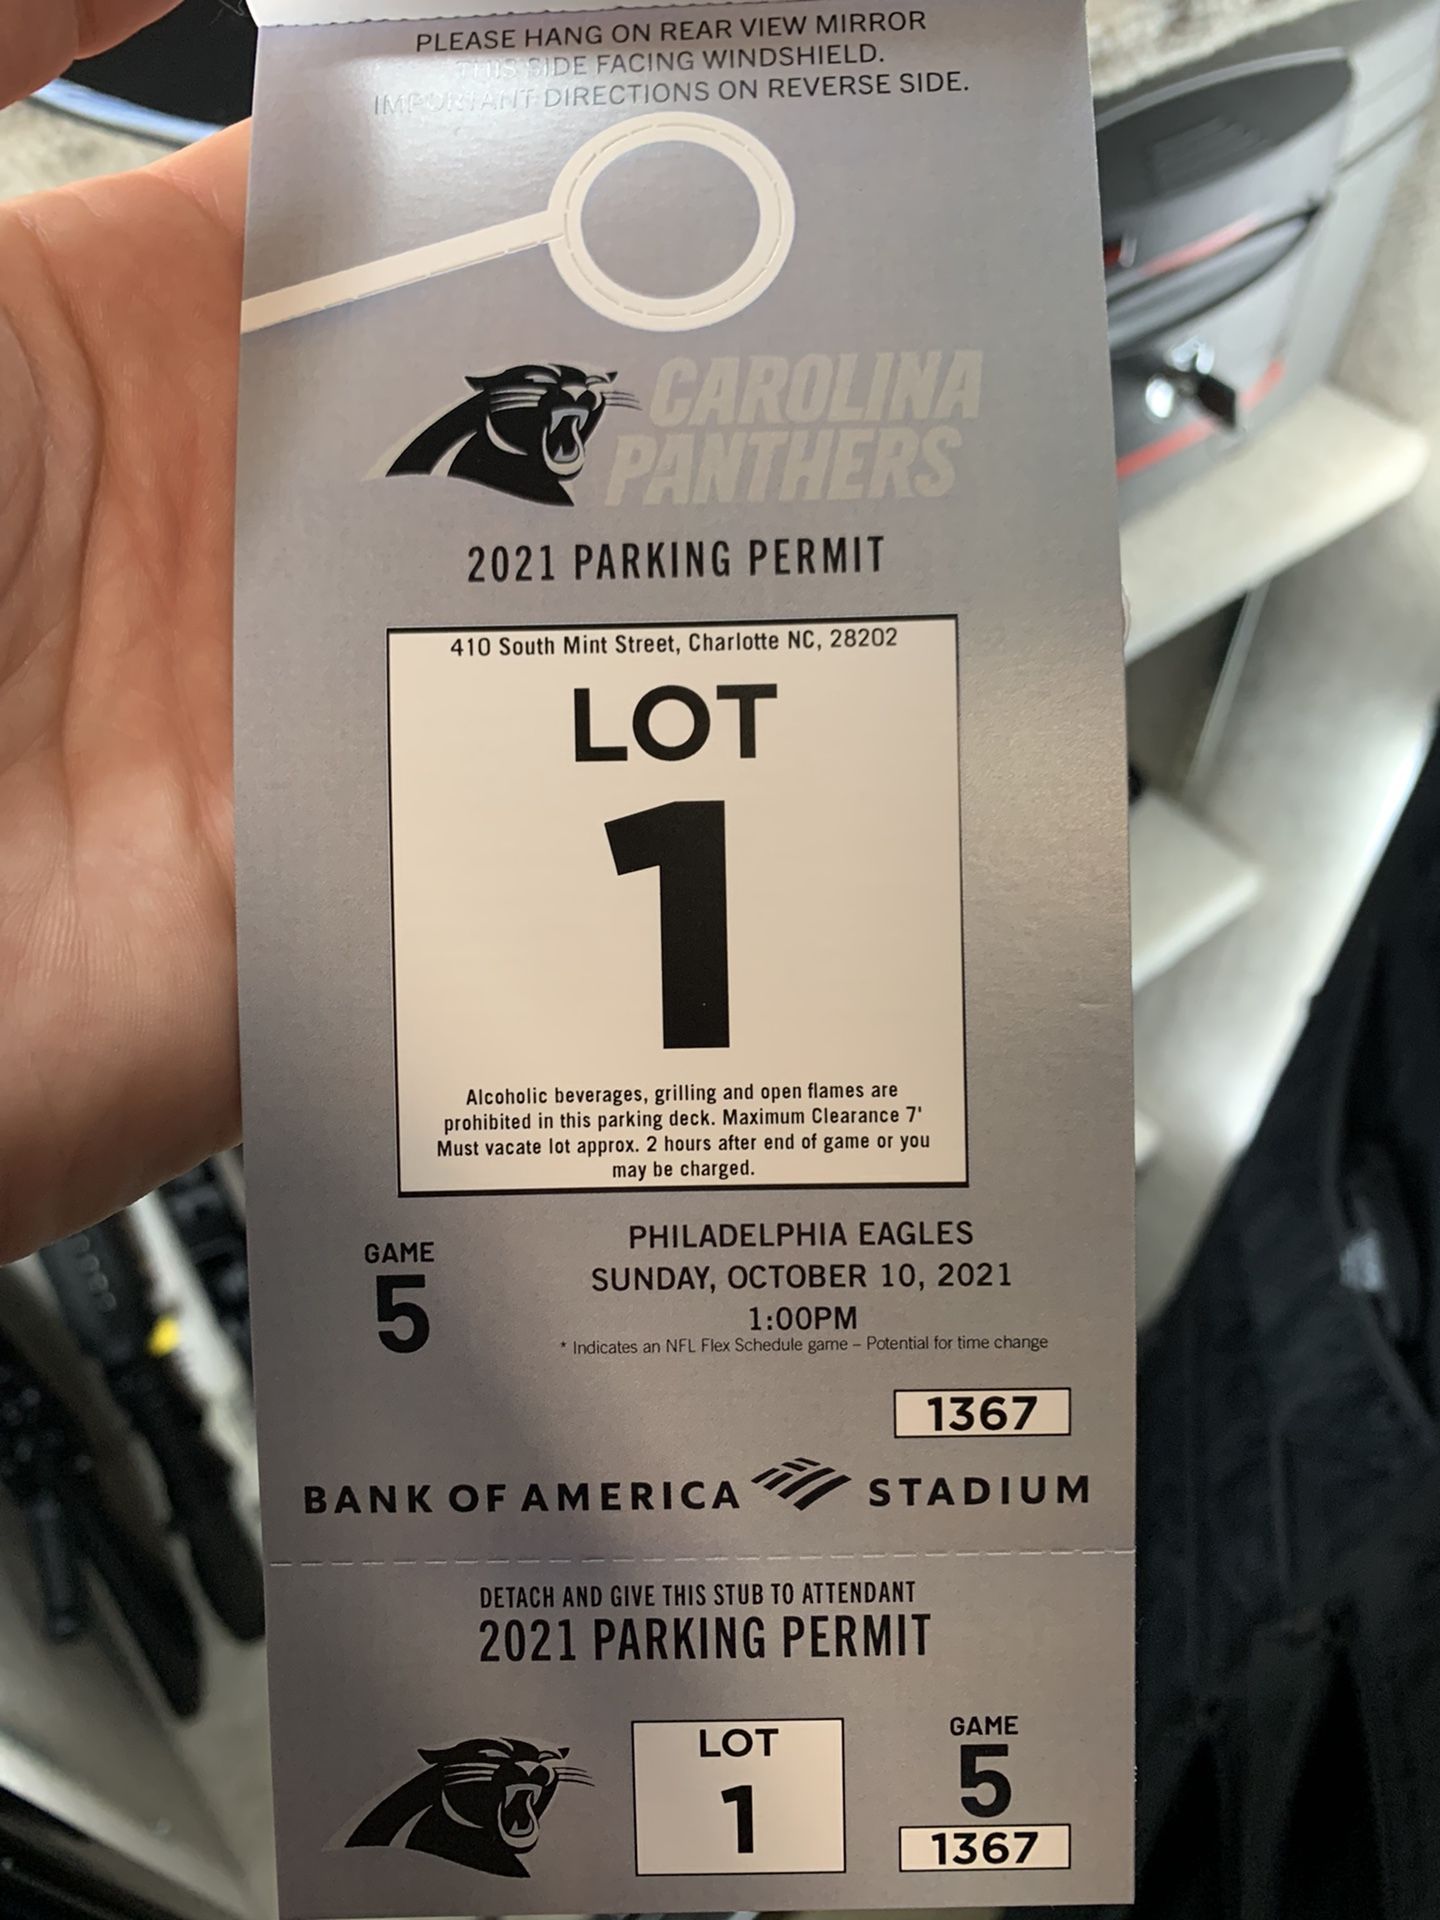 PLEASE HANG ON REAR VIEW MIRROR
THIS SIDE FACING WINDSHIELD.
IMPORTANT DIRECTIONS ON REVERSE SIDE.
CAROLINA
PANTHERS
2021 PARKING PERMIT
410 South Mint Street, Charlotte NC, 28202
LOT
1
Alcoholic beverages, grilling and open flames are
prohibited in this parking deck. Maximum Clearance 7'
Must vacate lot approx. 2 hours after end of game or you
may be charged.
GAME
5
PHILADELPHIA EAGLES
SUNDAY, OCTOBER 10, 2021
1:00PM
* Indicates an NFL Flex Schedule game – Potential for time change
1367
BANK OF AMERICA STADIUM
DETACH AND GIVE THIS STUB TO ATTENDANT
2021 PARKING PERMIT
LOT
1
GAME
5
1367